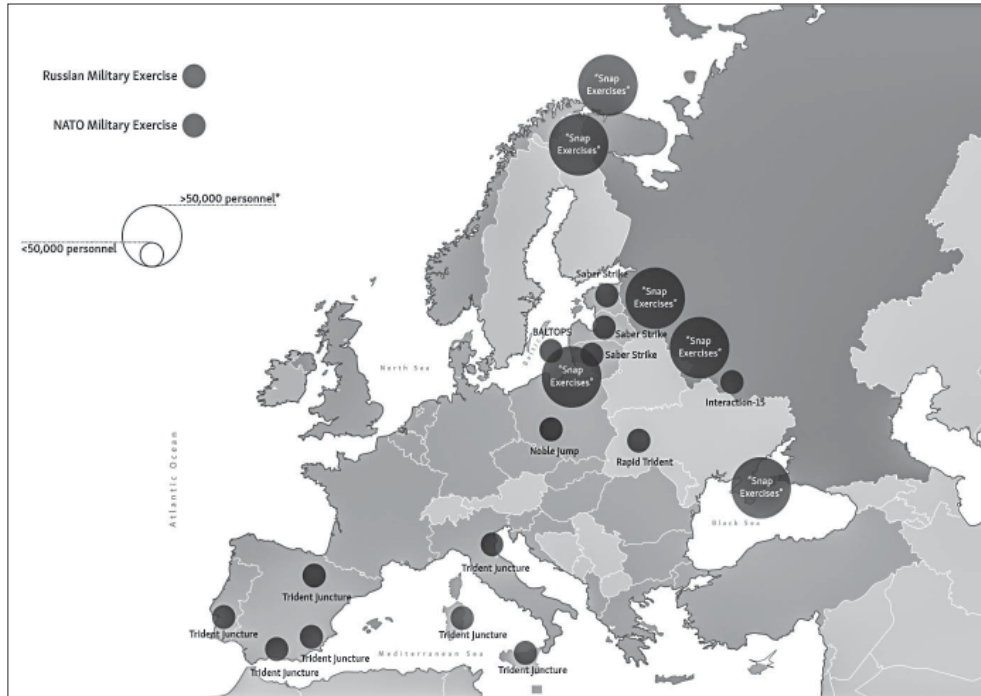 Russian Military Exercise
NATO Military Exercise
>50,000 personnel*
<50,000 personnel
"Snap
Exercises"
"Snap
Exercises"
Saber Strike
"Snap
Exercises"
BALTOPS
Saber Strike
"Snap
Exercises"
Saber Strike
North Sea
"Snap
Exercises"
Interaction-15
Noble Jump
Rapid Trident
Atlantic Ocean
"Snap
Exercises"
Black Sea
Trident Juncture
Trident Juncture
Trident Juncture
Trident Juncture
Trident Juncture
Mediterranean Sea
Trident Juncture
Trident Juncture